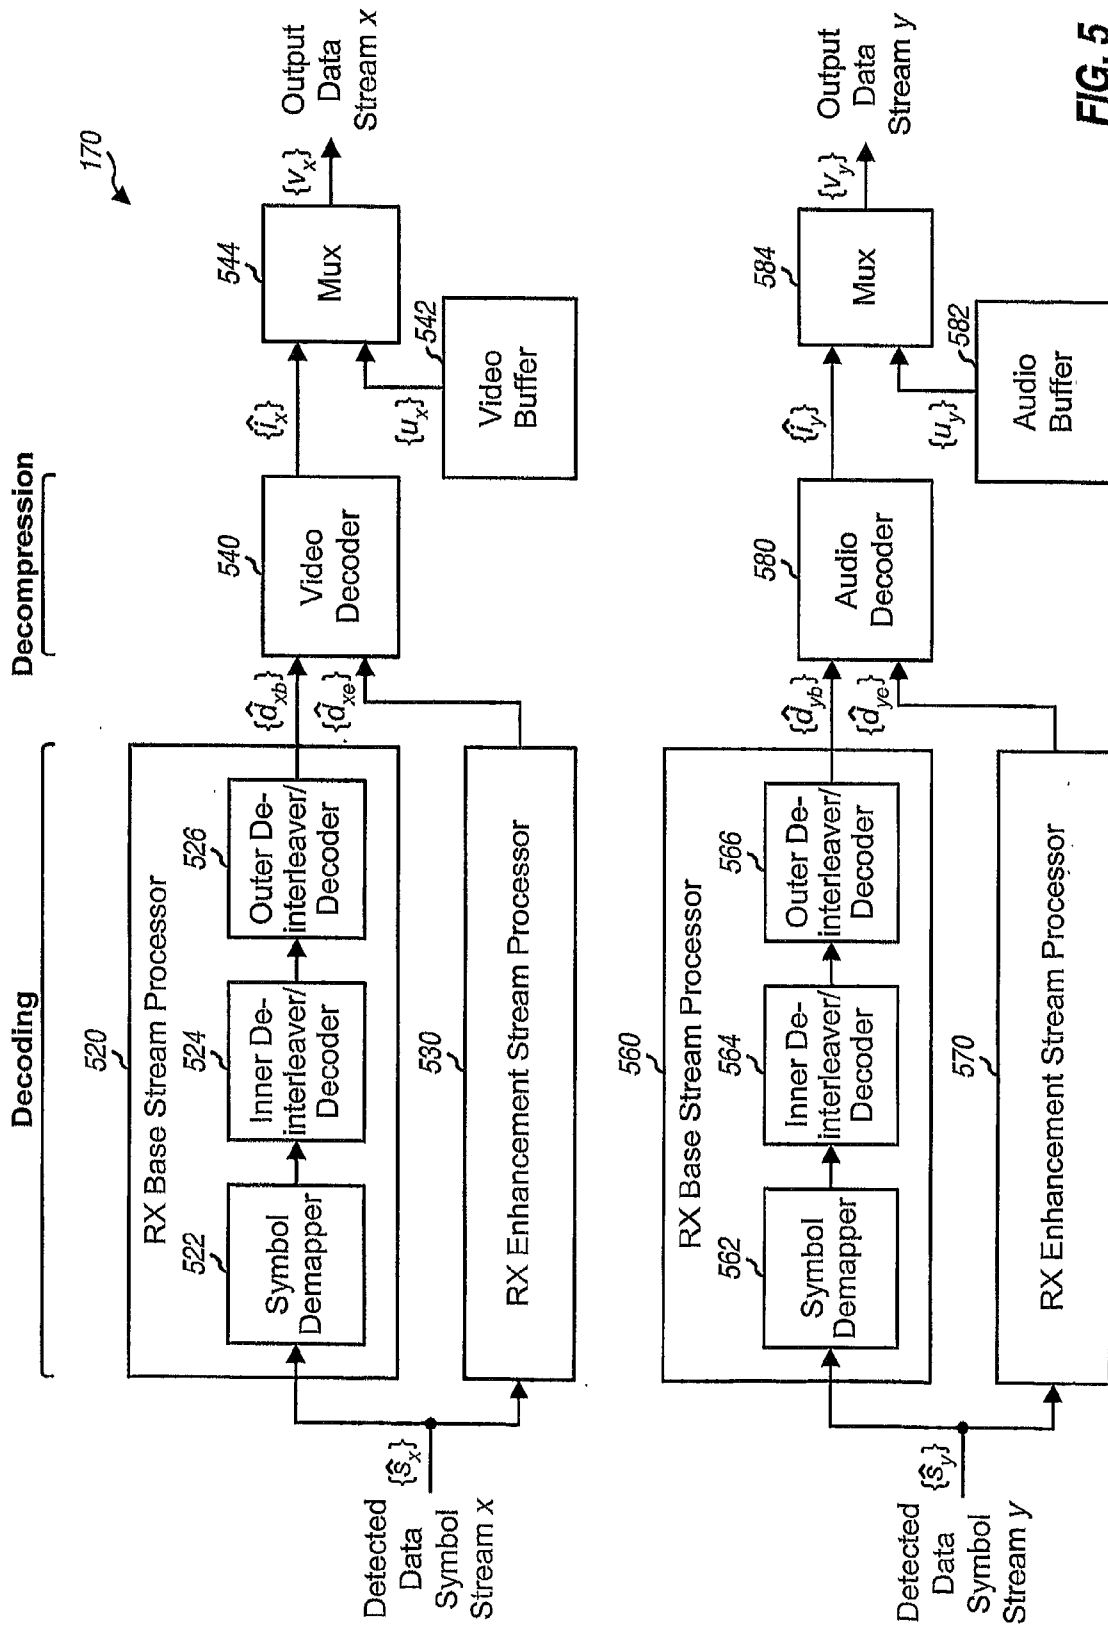 170
Decoding
Decompression
520
RX Base Stream Processor
522
Symbol
Demapper
524
Inner De-
interleaver/
Decoder
526
Outer De-
interleaver/
Decoder
{d̂xb}
{d̂xe}
540
Video
Decoder
{îx}
544
Mux
{vx}
Output
Data
Stream x
{ux}
542
Video
Buffer
Detected
Data
Symbol
Stream x
{ŝx}
530
RX Enhancement Stream Processor
560
RX Base Stream Processor
562
Symbol
Demapper
564
Inner De-
interleaver/
Decoder
566
Outer De-
interleaver/
Decoder
{d̂yb}
{d̂ye}
580
Audio
Decoder
{îy}
584
Mux
{vy}
Output
Data
Stream y
{uy}
582
Audio
Buffer
Detected
Data
Symbol
Stream y
{ŝy}
570
RX Enhancement Stream Processor
FIG. 5